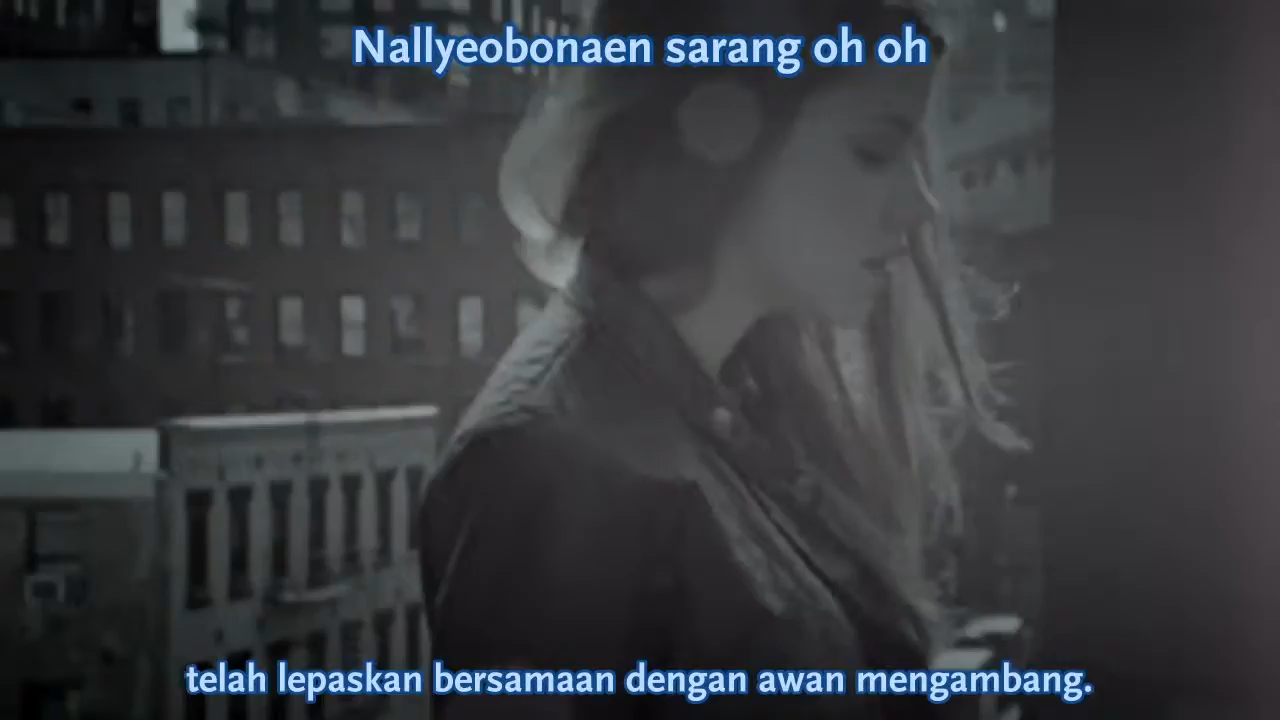 Nallyeobonaen sarang oh oh
telah lepaskan bersamaan dengan awan mengambang.